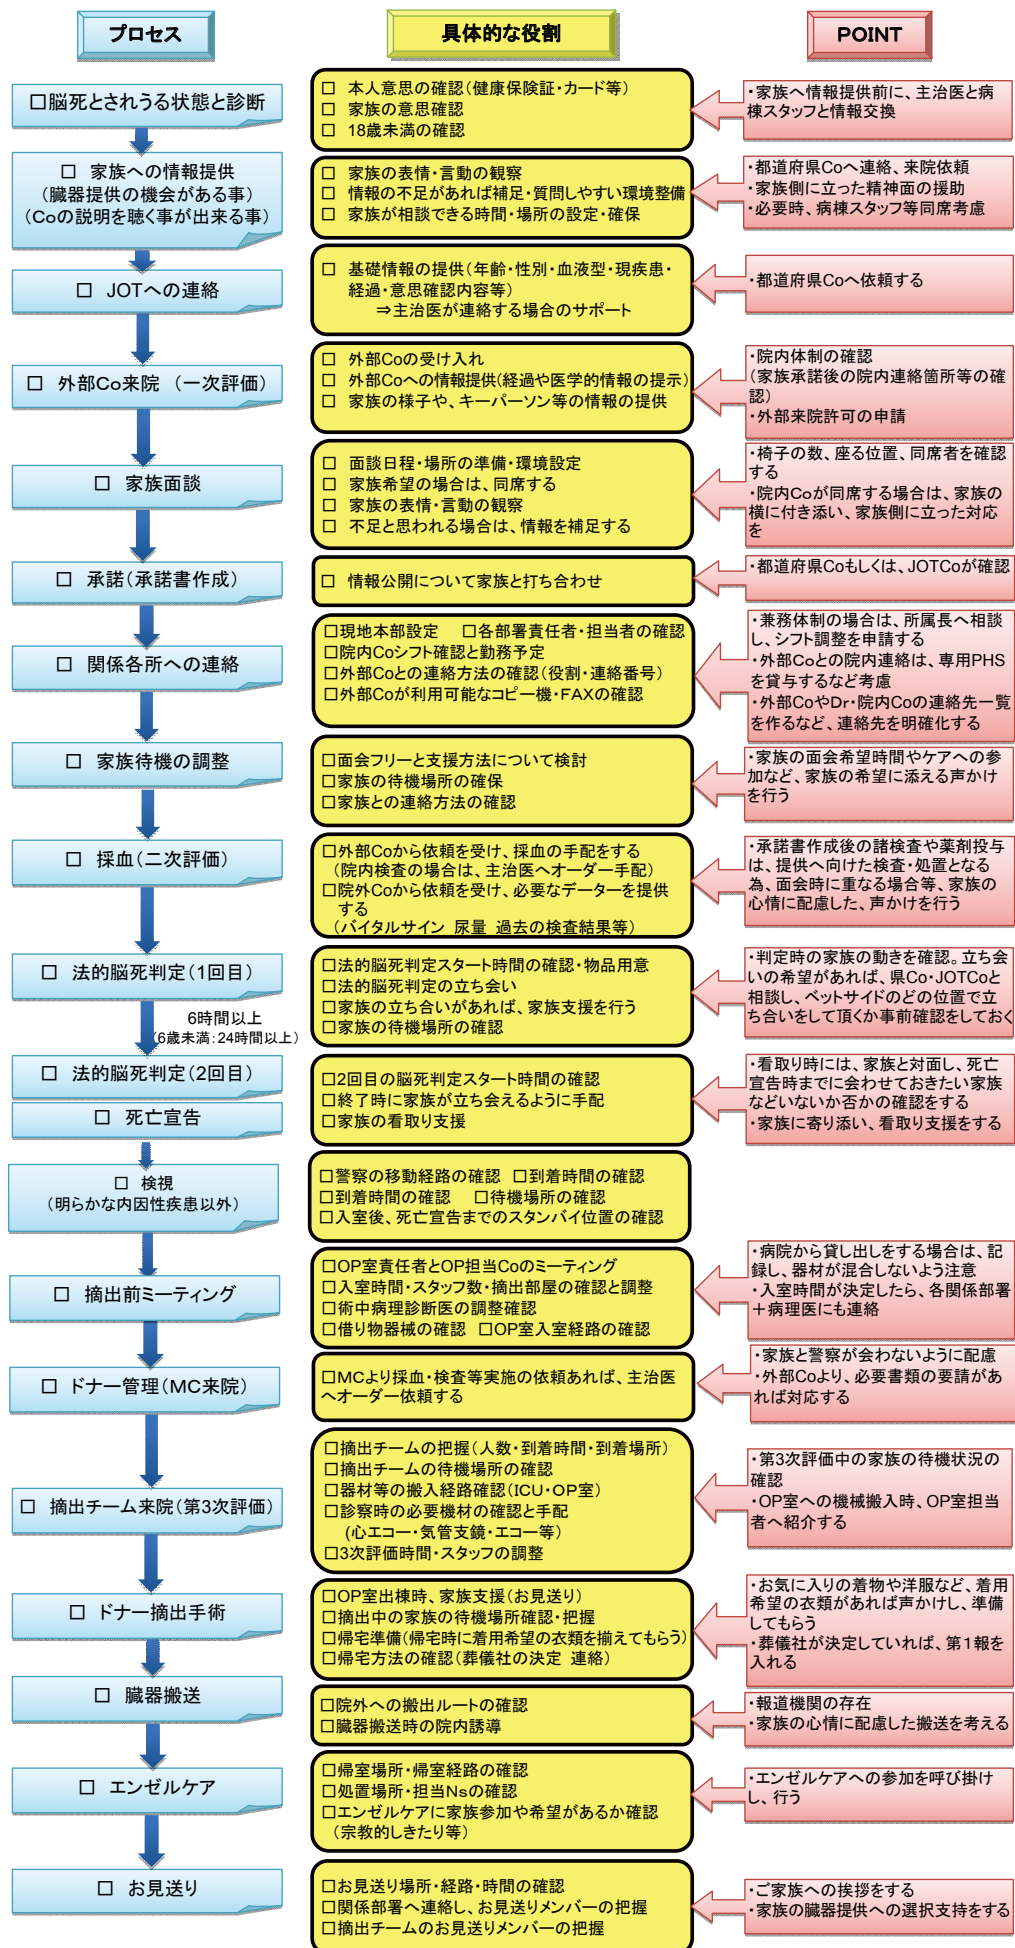 プロセス
具体的な役割
POINT
□脳死とされうる状態と診断
□ 本人意思の確認(健康保険証・カード等)
□ 家族の意思確認
□ 18歳未満の確認
・家族へ情報提供前に、主治医と病
棟スタッフと情報交換
□ 家族への情報提供
(臓器提供の機会がある事)
(Coの説明を聴く事が出来る事)
□ 家族の表情・言動の観察
□ 情報の不足があれば補足・質問しやすい環境整備
□ 家族が相談できる時間・場所の設定・確保
・都道府県Coへ連絡、来院依頼
・家族側に立った精神面の援助
・必要時、病棟スタッフ等同席考慮
□ JOTへの連絡
□ 基礎情報の提供(年齢・性別・血液型・現疾患・
経過・意思確認内容等)
⇒主治医が連絡する場合のサポート
・都道府県Coへ依頼する
□ 外部Co来院 (一次評価)
□ 外部Coの受け入れ
□ 外部Coへの情報提供(経過や医学的情報の提示)
□ 家族の様子や、キーパーソン等の情報の提供
・院内体制の確認
(家族承諾後の院内連絡箇所等の確
認)
・外部来院許可の申請
□ 家族面談
□ 面談日程・場所の準備・環境設定
□ 家族希望の場合は、同席する
□ 家族の表情・言動の観察
□ 不足と思われる場合は、情報を補足する
・椅子の数、座る位置、同席者を確認
する
・院内Coが同席する場合は、家族の
横に付き添い、家族側に立った対応
を
□ 承諾(承諾書作成)
□ 情報公開について家族と打ち合わせ
・都道府県Coもしくは、JOTCoが確認
□ 関係各所への連絡
□現地本部設定 □各部署責任者・担当者の確認
□院内Coシフト確認と勤務予定
□外部Coとの連絡方法の確認(役割・連絡番号)
□外部Coが利用可能なコピー機・FAXの確認
・兼務体制の場合は、所属長へ相談
し、シフト調整を申請する
・外部Coとの院内連絡は、専用PHS
を貸与するなど考慮
・外部CoやDr・院内Coの連絡先一覧
を作るなど、連絡先を明確化する
□ 家族待機の調整
□面会フリーと支援方法について検討
□家族の待機場所の確保
□家族との連絡方法の確認
・家族の面会希望時間やケアへの参
加など、家族の希望に添える声かけ
を行う
□ 採血(二次評価)
□外部Coから依頼を受け、採血の手配をする
(院内検査の場合は、主治医へオーダー手配)
□院外Coから依頼を受け、必要なデーターを提供
する
(バイタルサイン 尿量 過去の検査結果等)
・承諾書作成後の諸検査や薬剤投与
は、提供へ向けた検査・処置となる
為、面会時に重なる場合等、家族の
心情に配慮した、声かけを行う
□ 法的脳死判定(1回目)
□法的脳死判定スタート時間の確認・物品用意
□法的脳死判定の立ち会い
□家族の立ち合いがあれば、家族支援を行う
□家族の待機場所の確認
・判定時の家族の動きを確認。立ち会
いの希望があれば、県Co・JOTCoと
相談し、ベットサイドのどの位置で立
ち合いをして頂くか事前確認をしておく
6時間以上
(6歳未満:24時間以上)
□ 法的脳死判定(2回目)
□ 死亡宣告
□2回目の脳死判定スタート時間の確認
□終了時に家族が立ち会えるように手配
□家族の看取り支援
・看取り時には、家族と対面し、死亡
宣告時までに会わせておきたい家族
などいないか否かの確認をする
・家族に寄り添い、看取り支援をする
□ 検視
(明らかな内因性疾患以外)
□警察の移動経路の確認 □到着時間の確認
□到着時間の確認 □待機場所の確認
□入室後、死亡宣告までのスタンバイ位置の確認
□ 摘出前ミーティング
□OP室責任者とOP担当Coのミーティング
□入室時間・スタッフ数・摘出部屋の確認と調整
□術中病理診断医の調整確認
□借り物器械の確認 □OP室入室経路の確認
・病院から貸し出しをする場合は、記
録し、器材が混合しないよう注意
・入室時間が決定したら、各関係部署
+病理医にも連絡
□ ドナー管理(MC来院)
□MCより採血・検査等実施の依頼あれば、主治医
へオーダー依頼する
・家族と警察が会わないように配慮
・外部Coより、必要書類の要請があ
れば対応する
□ 摘出チーム来院(第3次評価)
□摘出チームの把握(人数・到着時間・到着場所)
□摘出チームの待機場所の確認
□器材等の搬入経路確認(ICU・OP室)
□診察時の必要機材の確認と手配
(心エコー・気管支鏡・エコー等)
□3次評価時間・スタッフの調整
・第3次評価中の家族の待機状況の
確認
・OP室への機械搬入時、OP室担当
者へ紹介する
□ ドナー摘出手術
□OP室出棟時、家族支援(お見送り)
□摘出中の家族の待機場所確認・把握
□帰宅準備(帰宅時に着用希望の衣類を揃えてもらう)
□帰宅方法の確認(葬儀社の決定 連絡)
・お気に入りの着物や洋服など、着用
希望の衣類があれば声かけし、準備
してもらう
・葬儀社が決定していれば、第1報を
入れる
□ 臓器搬送
□院外への搬出ルートの確認
□臓器搬送時の院内誘導
・報道機関の存在
・家族の心情に配慮した搬送を考える
□ エンゼルケア
□帰室場所・帰室経路の確認
□処置場所・担当Nsの確認
□エンゼルケアに家族参加や希望があるか確認
(宗教的しきたり等)
・エンゼルケアへの参加を呼び掛け
し、行う
□ お見送り
□お見送り場所・経路・時間の確認
□関係部署へ連絡し、お見送りメンバーの把握
□摘出チームのお見送りメンバーの把握
・ご家族への挨拶をする
・家族の臓器提供への選択支持をする